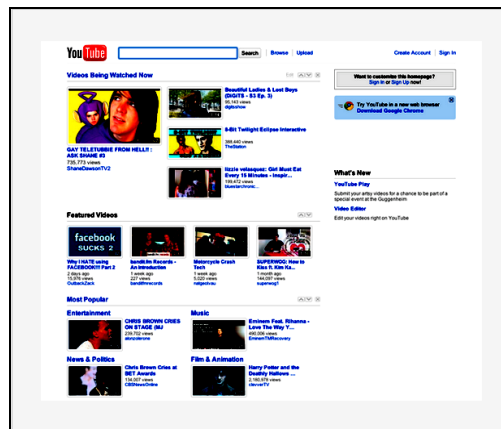 YouTube
Search
Browse
Upload
Create Account
Sign In
Videos Being Watched Now
GAY TELETUBBIE FROM HELL!! :
ASK SHANE #3
735,773 views
ShaneDawsonTV2
Beautiful Ladies & Lost Boys
(DIGITS - S3 Ep. 3)
digitsshow
8-Bit Twilight Eclipse Interactive
388,440 views
TheStation
lizzie velasquez: Girl Must Eat
Every 15 Minutes - Inspir...
199,472 views
Want to customize this homepage?
Sign In or Sign Up now!
Try YouTube in a new web browser
Download Google Chrome
What's New
YouTube Play
Submit your artsy videos for a chance to be part of a
special event at the Guggenheim
Video Editor
Edit your videos right on YouTube
Featured Videos
facebook
SUCKS 2
Why I HATE using
FACEBOOK!!! Part 2
2 days ago
15,976 views
OutbackZack
bandit.fm Records -
An Introduction
1 week ago
227 views
banditfmrecords
Motorcycle Crash
Tech
1 week ago
5,020 views
SUPERWOG: How to
Kiss ft. Kim Ka...
1 month ago
144,097 views
superwog1
Most Popular
Entertainment
CHRIS BROWN CRIES
ON STAGE (MJ
239,702 views
Music
Eminem Feat. Rihanna -
Love The Way Y...
490,006 views
EminemTMRecovery
News & Politics
Chris Brown Cries at
BET Awards
134,007 views
CBSNewsOnline
Film & Animation
Harry Potter and the
Deathly Hallows ...
2,160,978 views
clevverTV